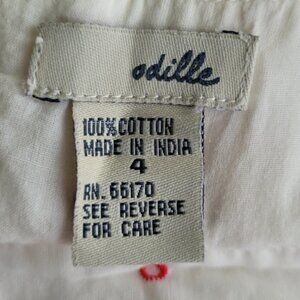 odille
100% COTTON
MADE IN INDIA
4
RN. 66170
SEE REVERSE
FOR CARE